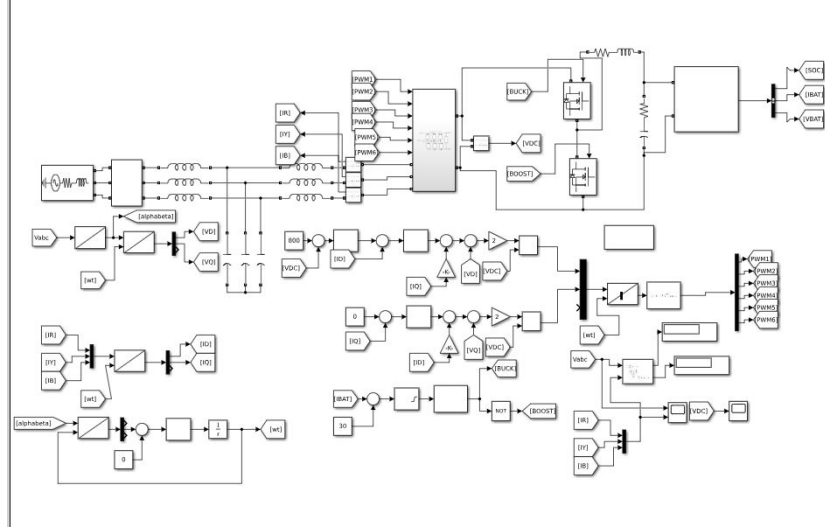 [SOC]
[IBAT]
[VBAT]
[PWM1]
[PWM2]
[PWM3]
[PWM4]
[PWM5]
[PWM6]
[BUCK]
[IR]
[IY]
[IB]
[VDC]
[BOOST]
[alphabeta]
Vabc
[VD]
[VQ]
[wt]
800
[VDC]
[ID]
[IQ]
-K-
[VD]
2
[VDC]
PWM1]
PWM2]
PWM3]
PWM4]
PWM5]
PWM6]
0
[IQ]
[ID]
-K-
[VQ]
2
[VDC]
[wt]
[IR]
[IY]
[IB]
[wt]
[ID]
[IQ]
[IBAT]
30
[BUCK]
NOT
[BOOST]
Vabc
[VDC]
[IR]
[IY]
[IB]
[alphabeta]
0
1
s
[wt]